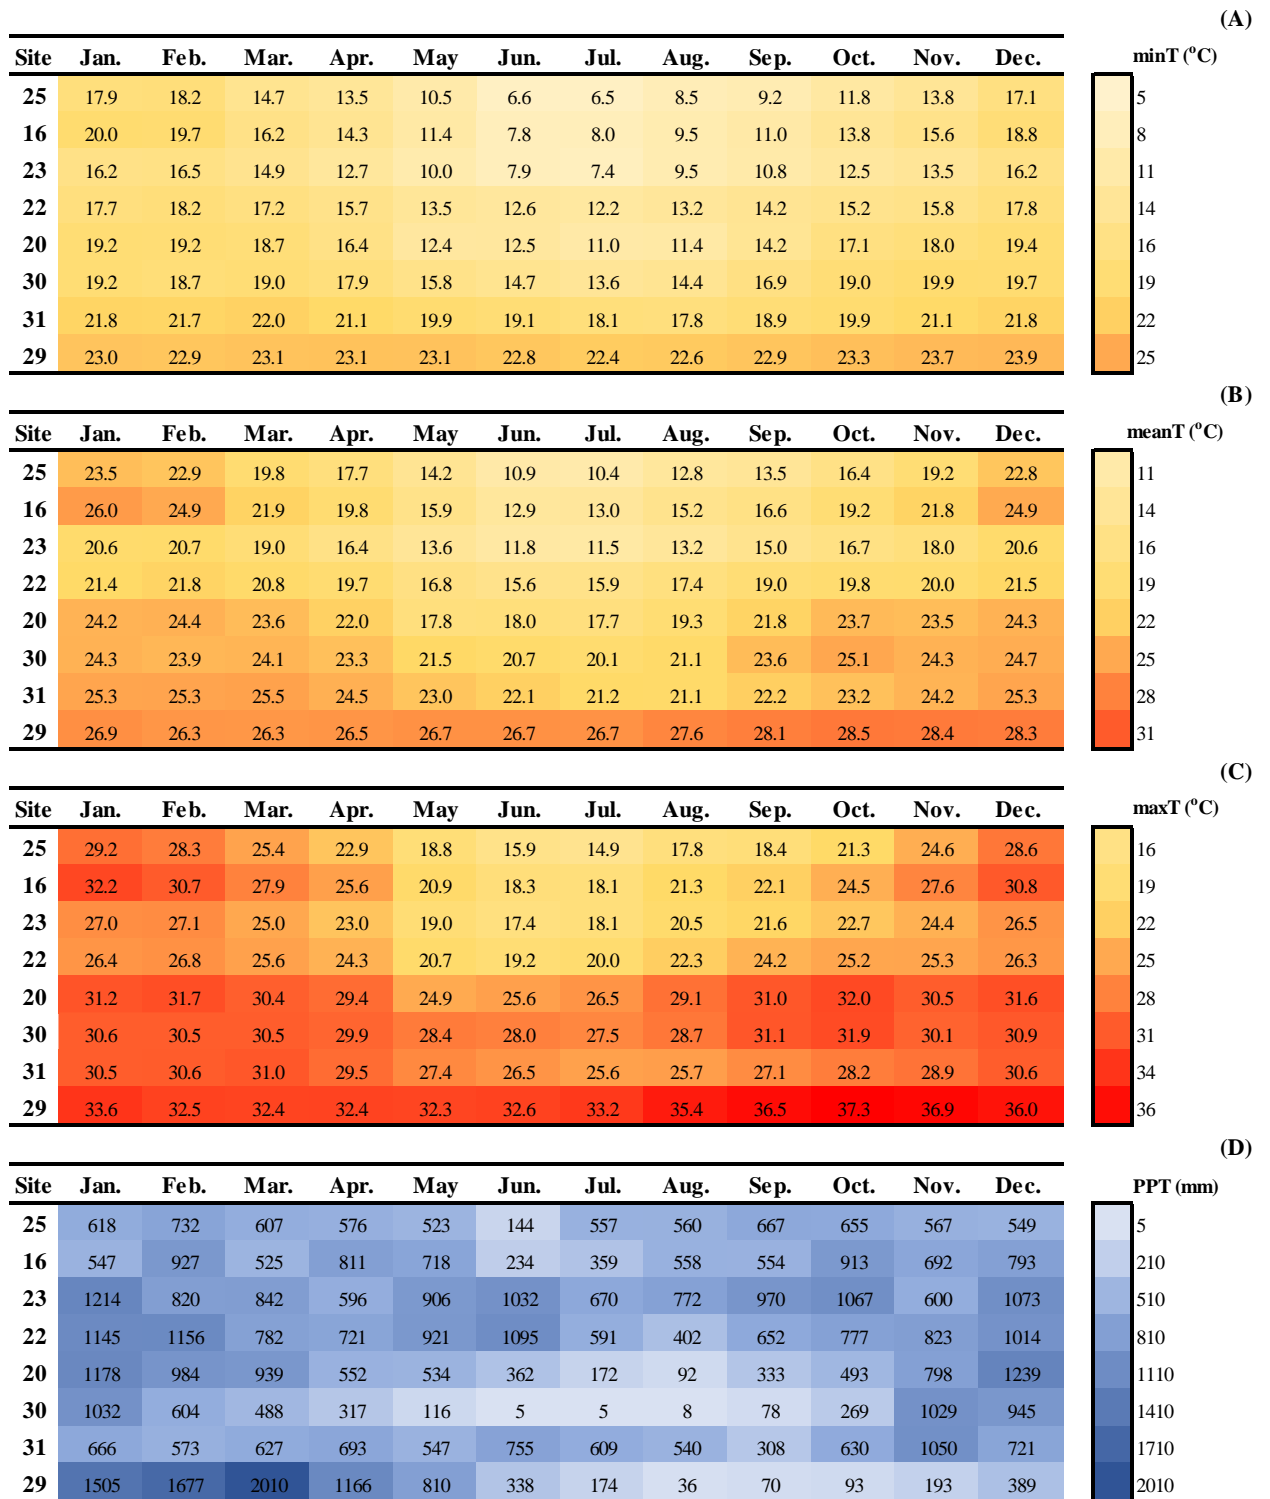 (A)
Site Jan. Feb. Mar. Apr. May Jun. Jul. Aug. Sep. Oct. Nov. Dec. minT (°C)
25 17.9 18.2 14.7 13.5 10.5 6.6 6.5 8.5 9.2 11.8 13.8 17.1 5
16 20.0 19.7 16.2 14.3 11.4 7.8 8.0 9.5 11.0 13.8 15.6 18.8 8
23 16.2 16.5 14.9 12.7 10.0 7.9 7.4 9.5 10.8 12.5 13.5 16.2 11
22 17.7 18.2 17.2 15.7 13.5 12.6 12.2 13.2 14.2 15.2 15.8 17.8 14
20 19.2 19.2 18.7 16.4 12.4 12.5 11.0 11.4 14.2 17.1 18.0 19.4 16
30 19.2 18.7 19.0 17.9 15.8 14.7 13.6 14.4 16.9 19.0 19.9 19.7 19
31 21.8 21.7 22.0 21.1 19.9 19.1 18.1 17.8 18.9 19.9 21.1 21.8 22
29 23.0 22.9 23.1 23.1 23.1 22.8 22.4 22.6 22.9 23.3 23.7 23.9 25
(B)
Site Jan. Feb. Mar. Apr. May Jun. Jul. Aug. Sep. Oct. Nov. Dec. meanT (°C)
25 23.5 22.9 19.8 17.7 14.2 10.9 10.4 12.8 13.5 16.4 19.2 22.8 11
16 26.0 24.9 21.9 19.8 15.9 12.9 13.0 15.2 16.6 19.2 21.8 24.9 14
23 20.6 20.7 19.0 16.4 13.6 11.8 11.5 13.2 15.0 16.7 18.0 20.6 16
22 21.4 21.8 20.8 19.7 16.8 15.6 15.9 17.4 19.0 19.8 20.0 21.5 19
20 24.2 24.4 23.6 22.0 17.8 18.0 17.7 19.3 21.8 23.7 23.5 24.3 22
30 24.3 23.9 24.1 23.3 21.5 20.7 20.1 21.1 23.6 25.1 24.3 24.7 25
31 25.3 25.3 25.5 24.5 23.0 22.1 21.2 21.1 22.2 23.2 24.2 25.3 28
29 26.9 26.3 26.3 26.5 26.7 26.7 26.7 27.6 28.1 28.5 28.4 28.3 31
(C)
Site Jan. Feb. Mar. Apr. May Jun. Jul. Aug. Sep. Oct. Nov. Dec. maxT (°C)
25 29.2 28.3 25.4 22.9 18.8 15.9 14.9 17.8 18.4 21.3 24.6 28.6 16
16 32.2 30.7 27.9 25.6 20.9 18.3 18.1 21.3 22.1 24.5 27.6 30.8 19
23 27.0 27.1 25.0 23.0 19.0 17.4 18.1 20.5 21.6 22.7 24.4 26.5 22
22 26.4 26.8 25.6 24.3 20.7 19.2 20.0 22.3 24.2 25.2 25.3 26.3 25
20 31.2 31.7 30.4 29.4 24.9 25.6 26.5 29.1 31.0 32.0 30.5 31.6 28
30 30.6 30.5 30.5 29.9 28.4 28.0 27.5 28.7 31.1 31.9 30.1 30.9 31
31 30.5 30.6 31.0 29.5 27.4 26.5 25.6 25.7 27.1 28.2 28.9 30.6 34
29 33.6 32.5 32.4 32.4 32.3 32.6 33.2 35.4 36.5 37.3 36.9 36.0 36
(D)
Site Jan. Feb. Mar. Apr. May Jun. Jul. Aug. Sep. Oct. Nov. Dec. PPT (mm)
25 618 732 607 576 523 144 557 560 667 655 567 549 5
16 547 927 525 811 718 234 359 558 554 913 692 793 210
23 1214 820 842 596 906 1032 670 772 970 1067 600 1073 510
22 1145 1156 782 721 921 1095 591 402 652 777 823 1014 810
20 1178 984 939 552 534 362 172 92 333 493 798 1239 1110
30 1032 604 488 317 116 5 5 8 78 269 1029 945 1410
31 666 573 627 693 547 755 609 540 308 630 1050 721 1710
29 1505 1677 2010 1166 810 338 174 36 70 93 193 389 2010